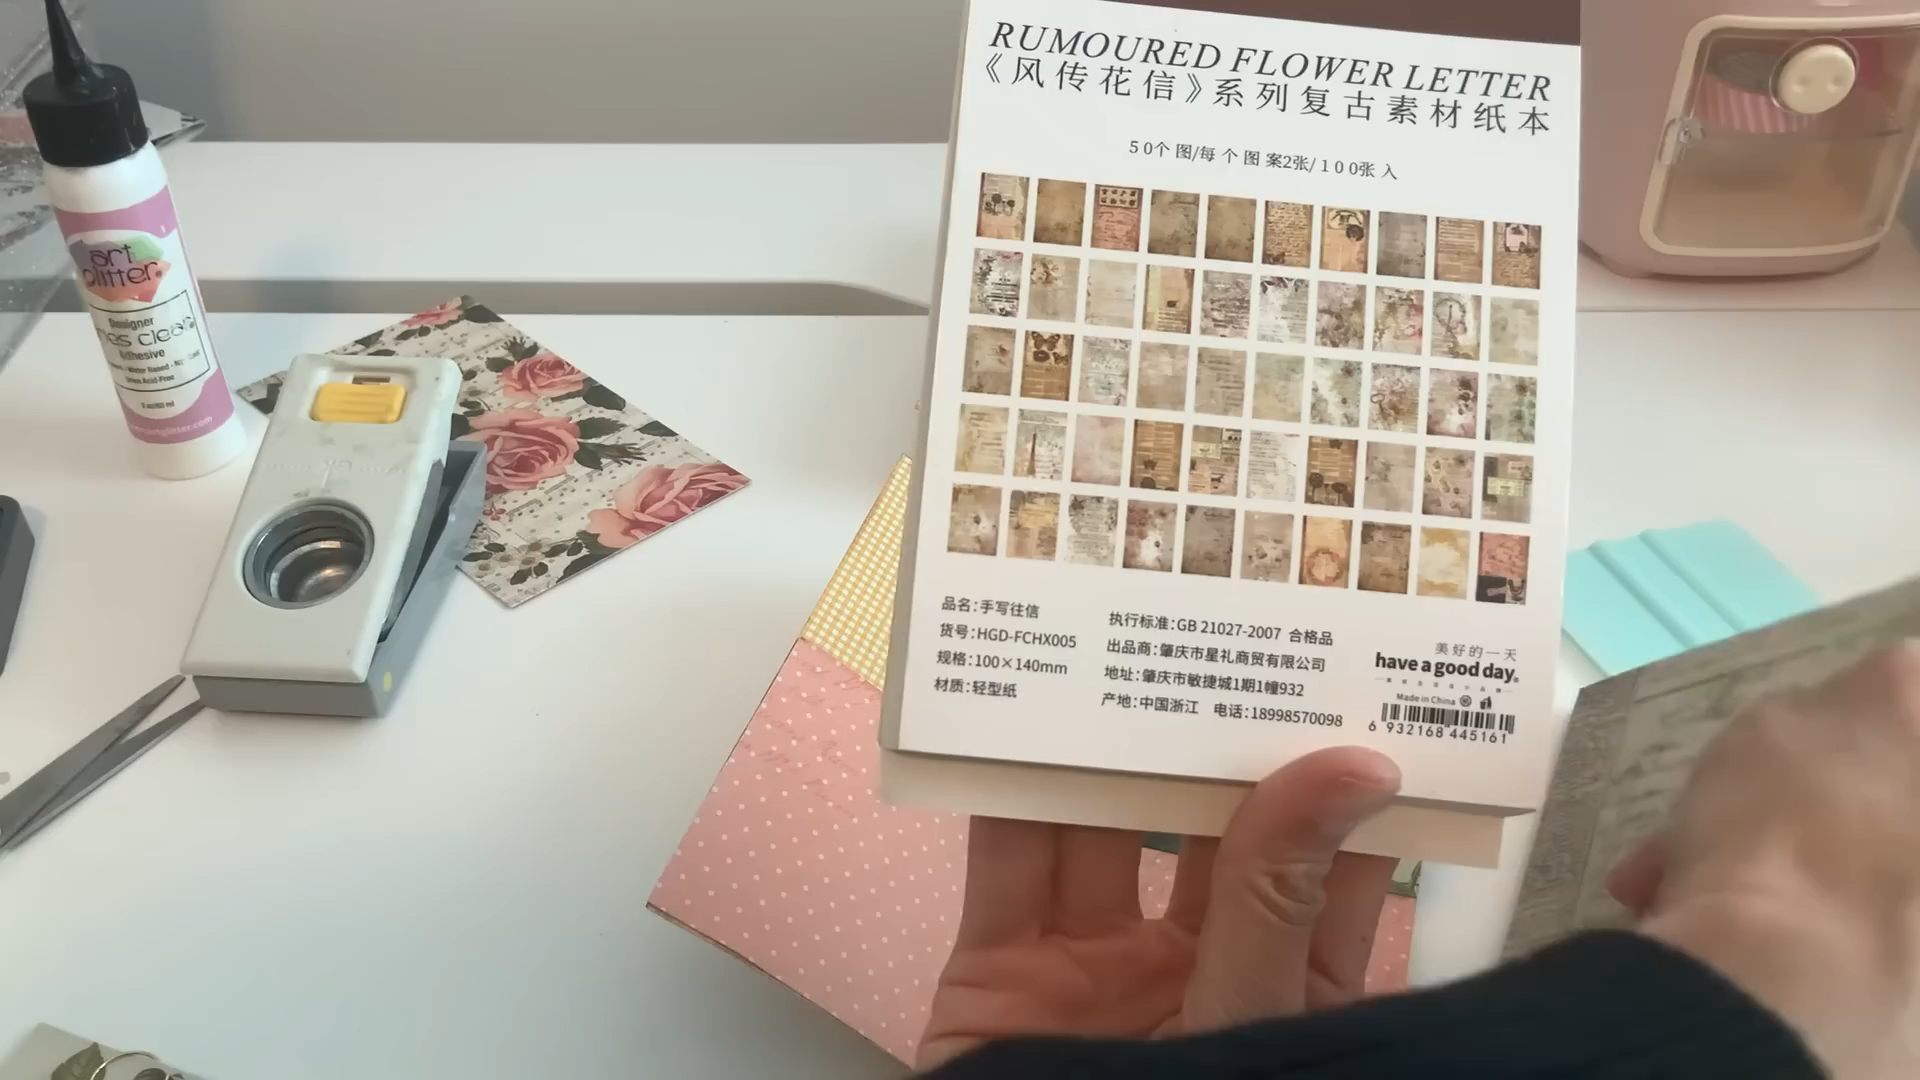 RUMOURED FLOWER LETTER
《风传花信》系列复古素材纸本
50个图/每个图案2张/100张入
品名:手写往信
货号:HGD-FCHX005
规格:100×140mm
材质:轻型纸
执行标准:GB 21027-2007 合格品
出品商:肇庆市星礼商贸有限公司
地址:肇庆市敏捷城1期1幢932
产地:中国浙江 电话:18998570098
美好的一天
have a good day
Made in China
6 932168 445161
art
glitter
Designer
Adhesive